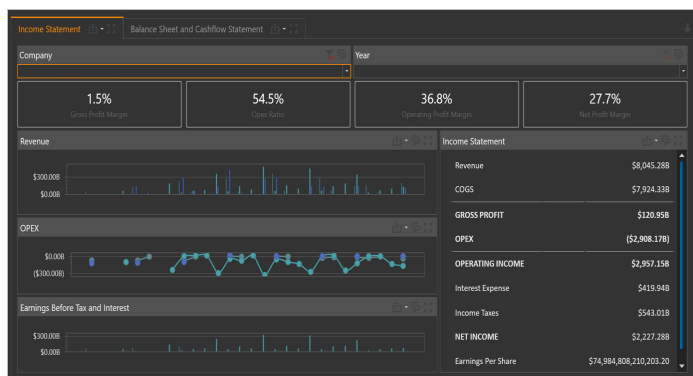 Income Statement
Balance Sheet and Cashflow Statement
Company
Year
1.5%
Gross Profit Margin
54.5%
Opex Ratio
36.8%
Operating Profit Margin
27.7%
Net Profit Margin
Revenue
$300.00B
$0.00B
OPEX
$0.00B
($300.00B)
Earnings Before Tax and Interest
$300.00B
$0.00B
Income Statement
Revenue $8,045.28B
COGS $7,924.33B
GROSS PROFIT $120.95B
OPEX ($2,908.17B)
OPERATING INCOME $2,957.15B
Interest Expense $419.94B
Income Taxes $543.01B
NET INCOME $2,227.28B
Earnings Per Share $74,984,808,210,203.20